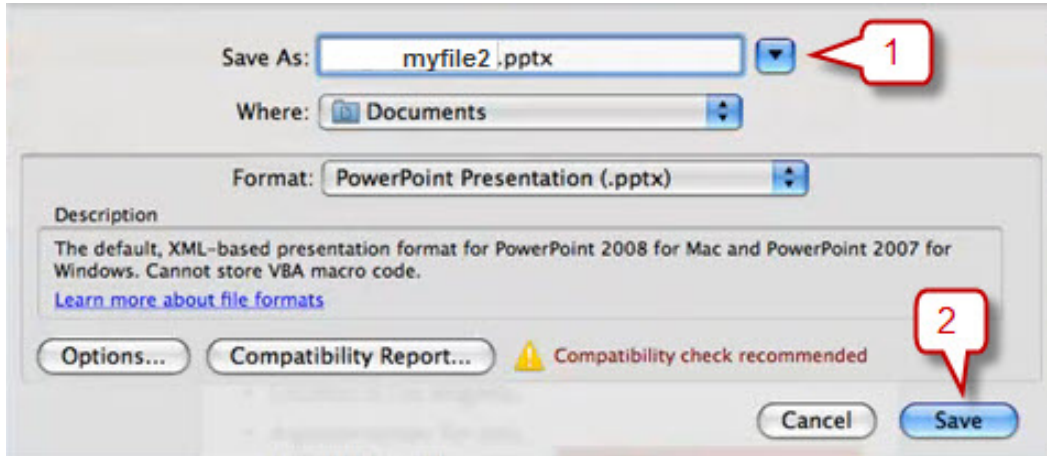 Save As: myfile2 .pptx
1
Where: Documents
Format: PowerPoint Presentation (.pptx)
Description
The default, XML-based presentation format for PowerPoint 2008 for Mac and PowerPoint 2007 for
Windows. Cannot store VBA macro code.
Learn more about file formats
2
Options... Compatibility Report... Compatibility check recommended
Cancel Save